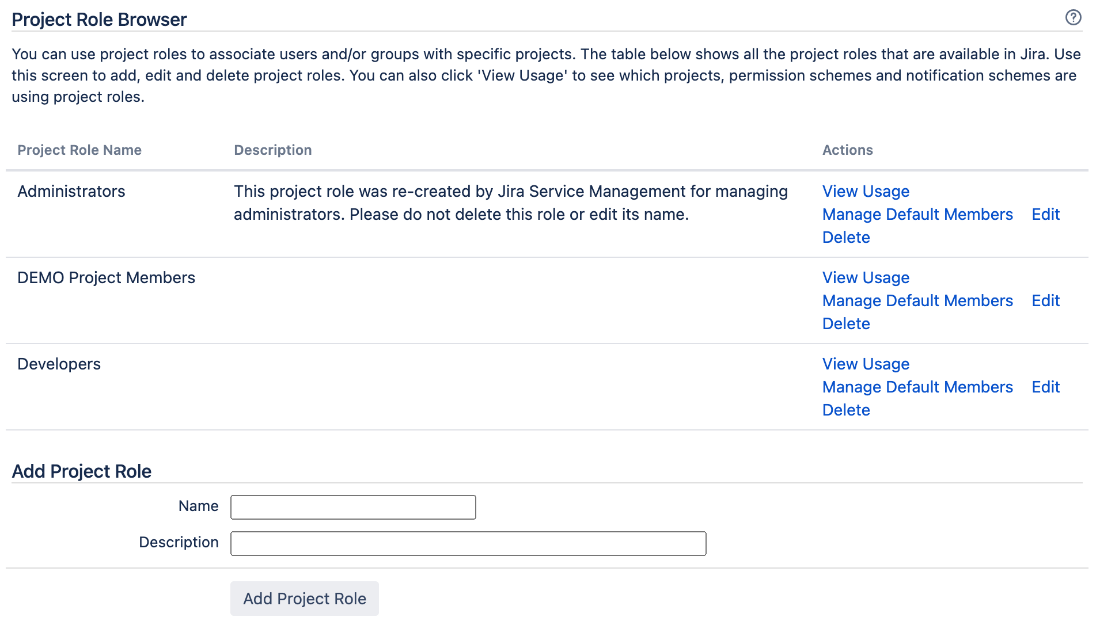 Project Role Browser
You can use project roles to associate users and/or groups with specific projects. The table below shows all the project roles that are available in Jira. Use
this screen to add, edit and delete project roles. You can also click 'View Usage' to see which projects, permission schemes and notification schemes are
using project roles.
Project Role Name Description Actions
Administrators This project role was re-created by Jira Service Management for managing View Usage
administrators. Please do not delete this role or edit its name. Manage Default Members Edit
Delete
DEMO Project Members View Usage
Manage Default Members Edit
Delete
Developers View Usage
Manage Default Members Edit
Delete
Add Project Role
Name
Description
Add Project Role